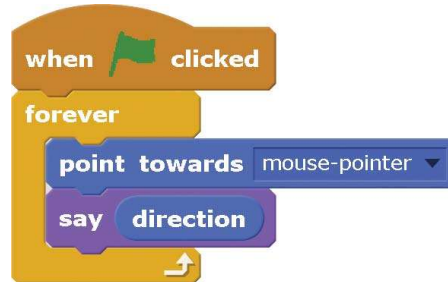 when clicked
forever
point towards mouse-pointer
say direction